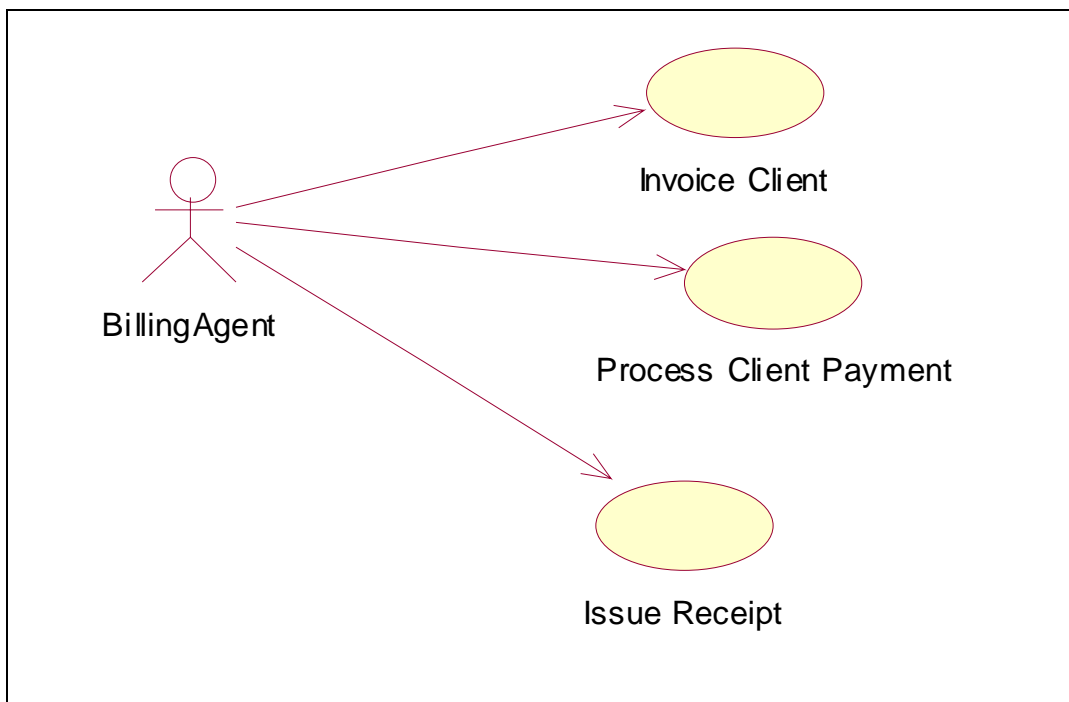 Invoice Client
BillingAgent
Process Client Payment
Issue Receipt